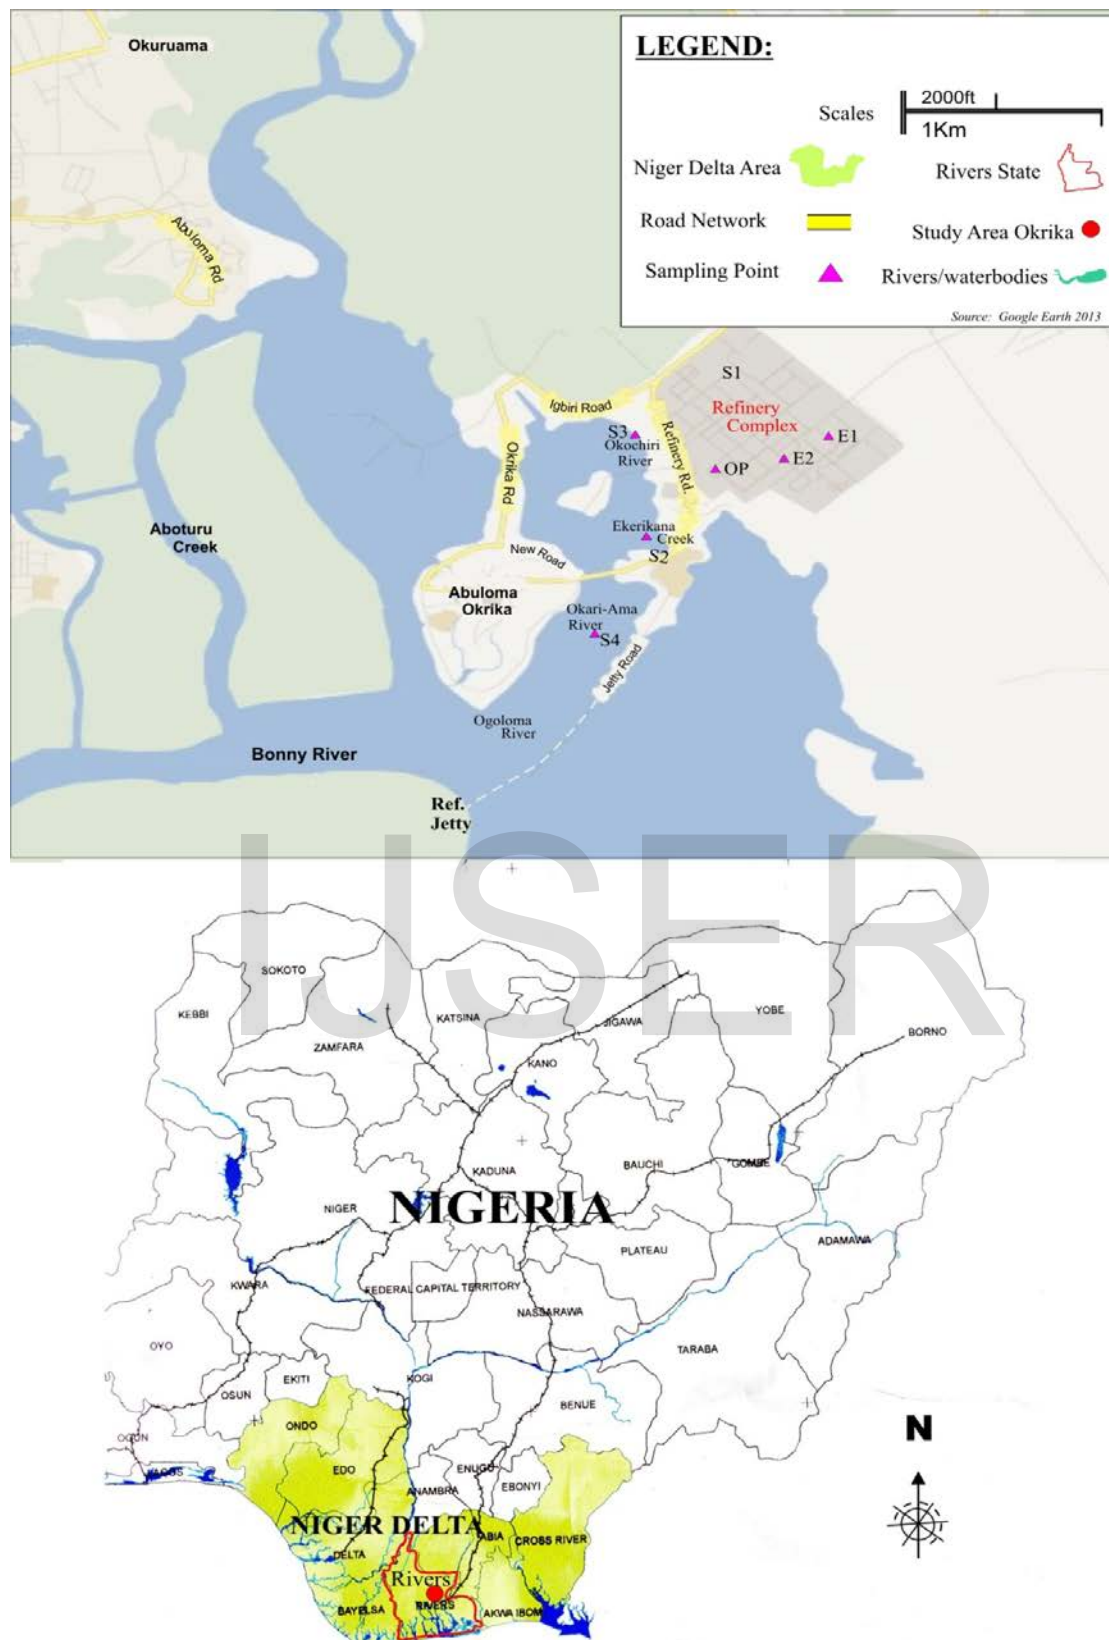 Okuruama
LEGEND:
Scales
2000ft
1Km
Niger Delta Area
Rivers State
Road Network
Study Area Okrika
Sampling Point
Rivers/waterbodies
Source: Google Earth 2013
Abuloma Rd
S1
Refinery
Complex
Igbiri Road
S3
Okochiri
River
Refinery Rd.
E1
E2
OP
Okrika Rd
Aboturu
Creek
Ekerikana
Creek
S2
New Road
Abuloma
Okrika
Okari-Ama
River
S4
Jetty Road
Ogoloma
River
Bonny River
Ref.
Jetty
IJSER
SOKOTO
KEBBI
ZAMFARA
KATSINA
JIGAWA
YOBE
BORNO
KANO
KADUNA
BAUCHI
GOMBE
NIGERIA
NIGER
PLATEAU
ADAMAWA
KWARA
FEDERAL CAPITAL TERRITORY
NASSARAWA
OYO
TARABA
OSUN
EKITI
KOGI
BENUE
N
ONDO
OGUN
LAGOS
EDO
ENUGU
ANAMBRA
EBONYI
NIGER DELTA
ABIA
CROSS RIVER
DELTA
Rivers
RIVERS
BAYELSA
AKWA IBOM